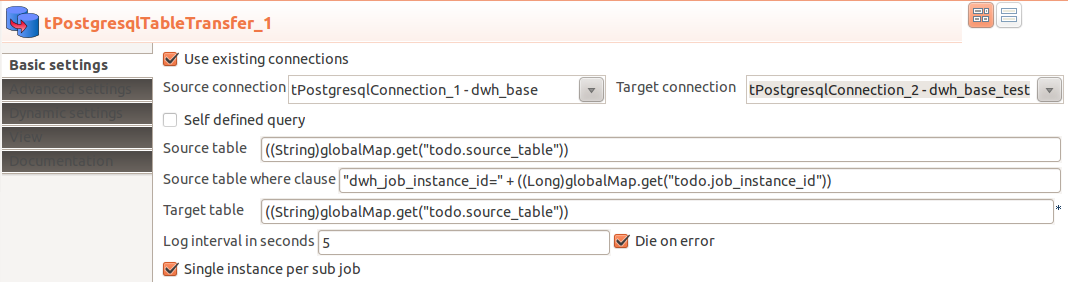 tPostgresqlTableTransfer_1
Basic settings
Advanced settings
Dynamic settings
View
Documentation
Use existing connections
Source connection tPostgresqlConnection_1 - dwh_base Target connection tPostgresqlConnection_2 - dwh_base_test
Self defined query
Source table ((String)globalMap.get("todo.source_table"))
Source table where clause "dwh_job_instance_id=" + ((Long)globalMap.get("todo.job_instance_id"))
Target table ((String)globalMap.get("todo.source_table")) *
Log interval in seconds 5 Die on error
Single instance per sub job